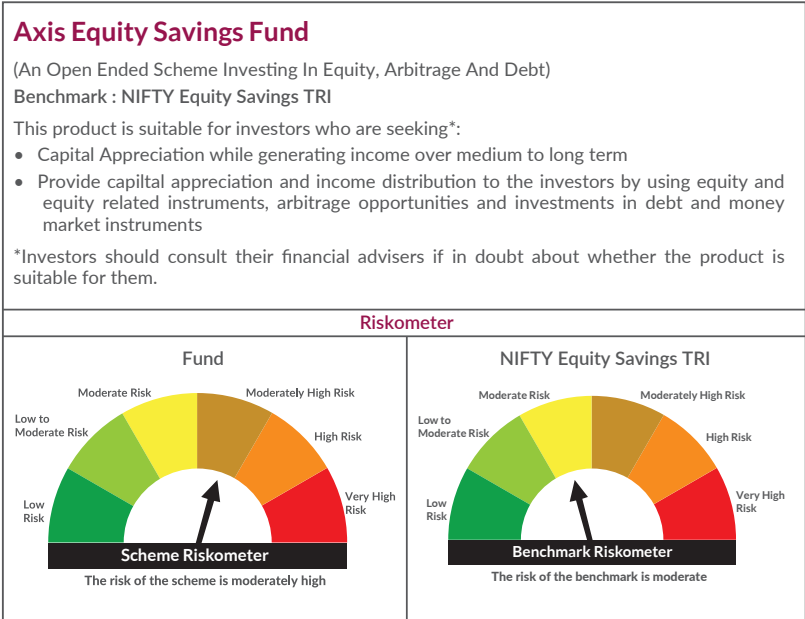 Axis Equity Savings Fund
(An Open Ended Scheme Investing In Equity, Arbitrage And Debt)
Benchmark : NIFTY Equity Savings TRI
This product is suitable for investors who are seeking*:
• Capital Appreciation while generating income over medium to long term
• Provide capiltal appreciation and income distribution to the investors by using equity and
equity related instruments, arbitrage opportunities and investments in debt and money
market instruments
*Investors should consult their financial advisers if in doubt about whether the product is
suitable for them.
Riskometer
Fund
Moderate Risk
Moderately High Risk
Low to
Moderate Risk
High Risk
Low
Risk
Very High
Risk
Scheme Riskometer
The risk of the scheme is moderately high
NIFTY Equity Savings TRI
Moderate Risk
Moderately High Risk
Low to
Moderate Risk
High Risk
Low
Risk
Very High
Risk
Benchmark Riskometer
The risk of the benchmark is moderate